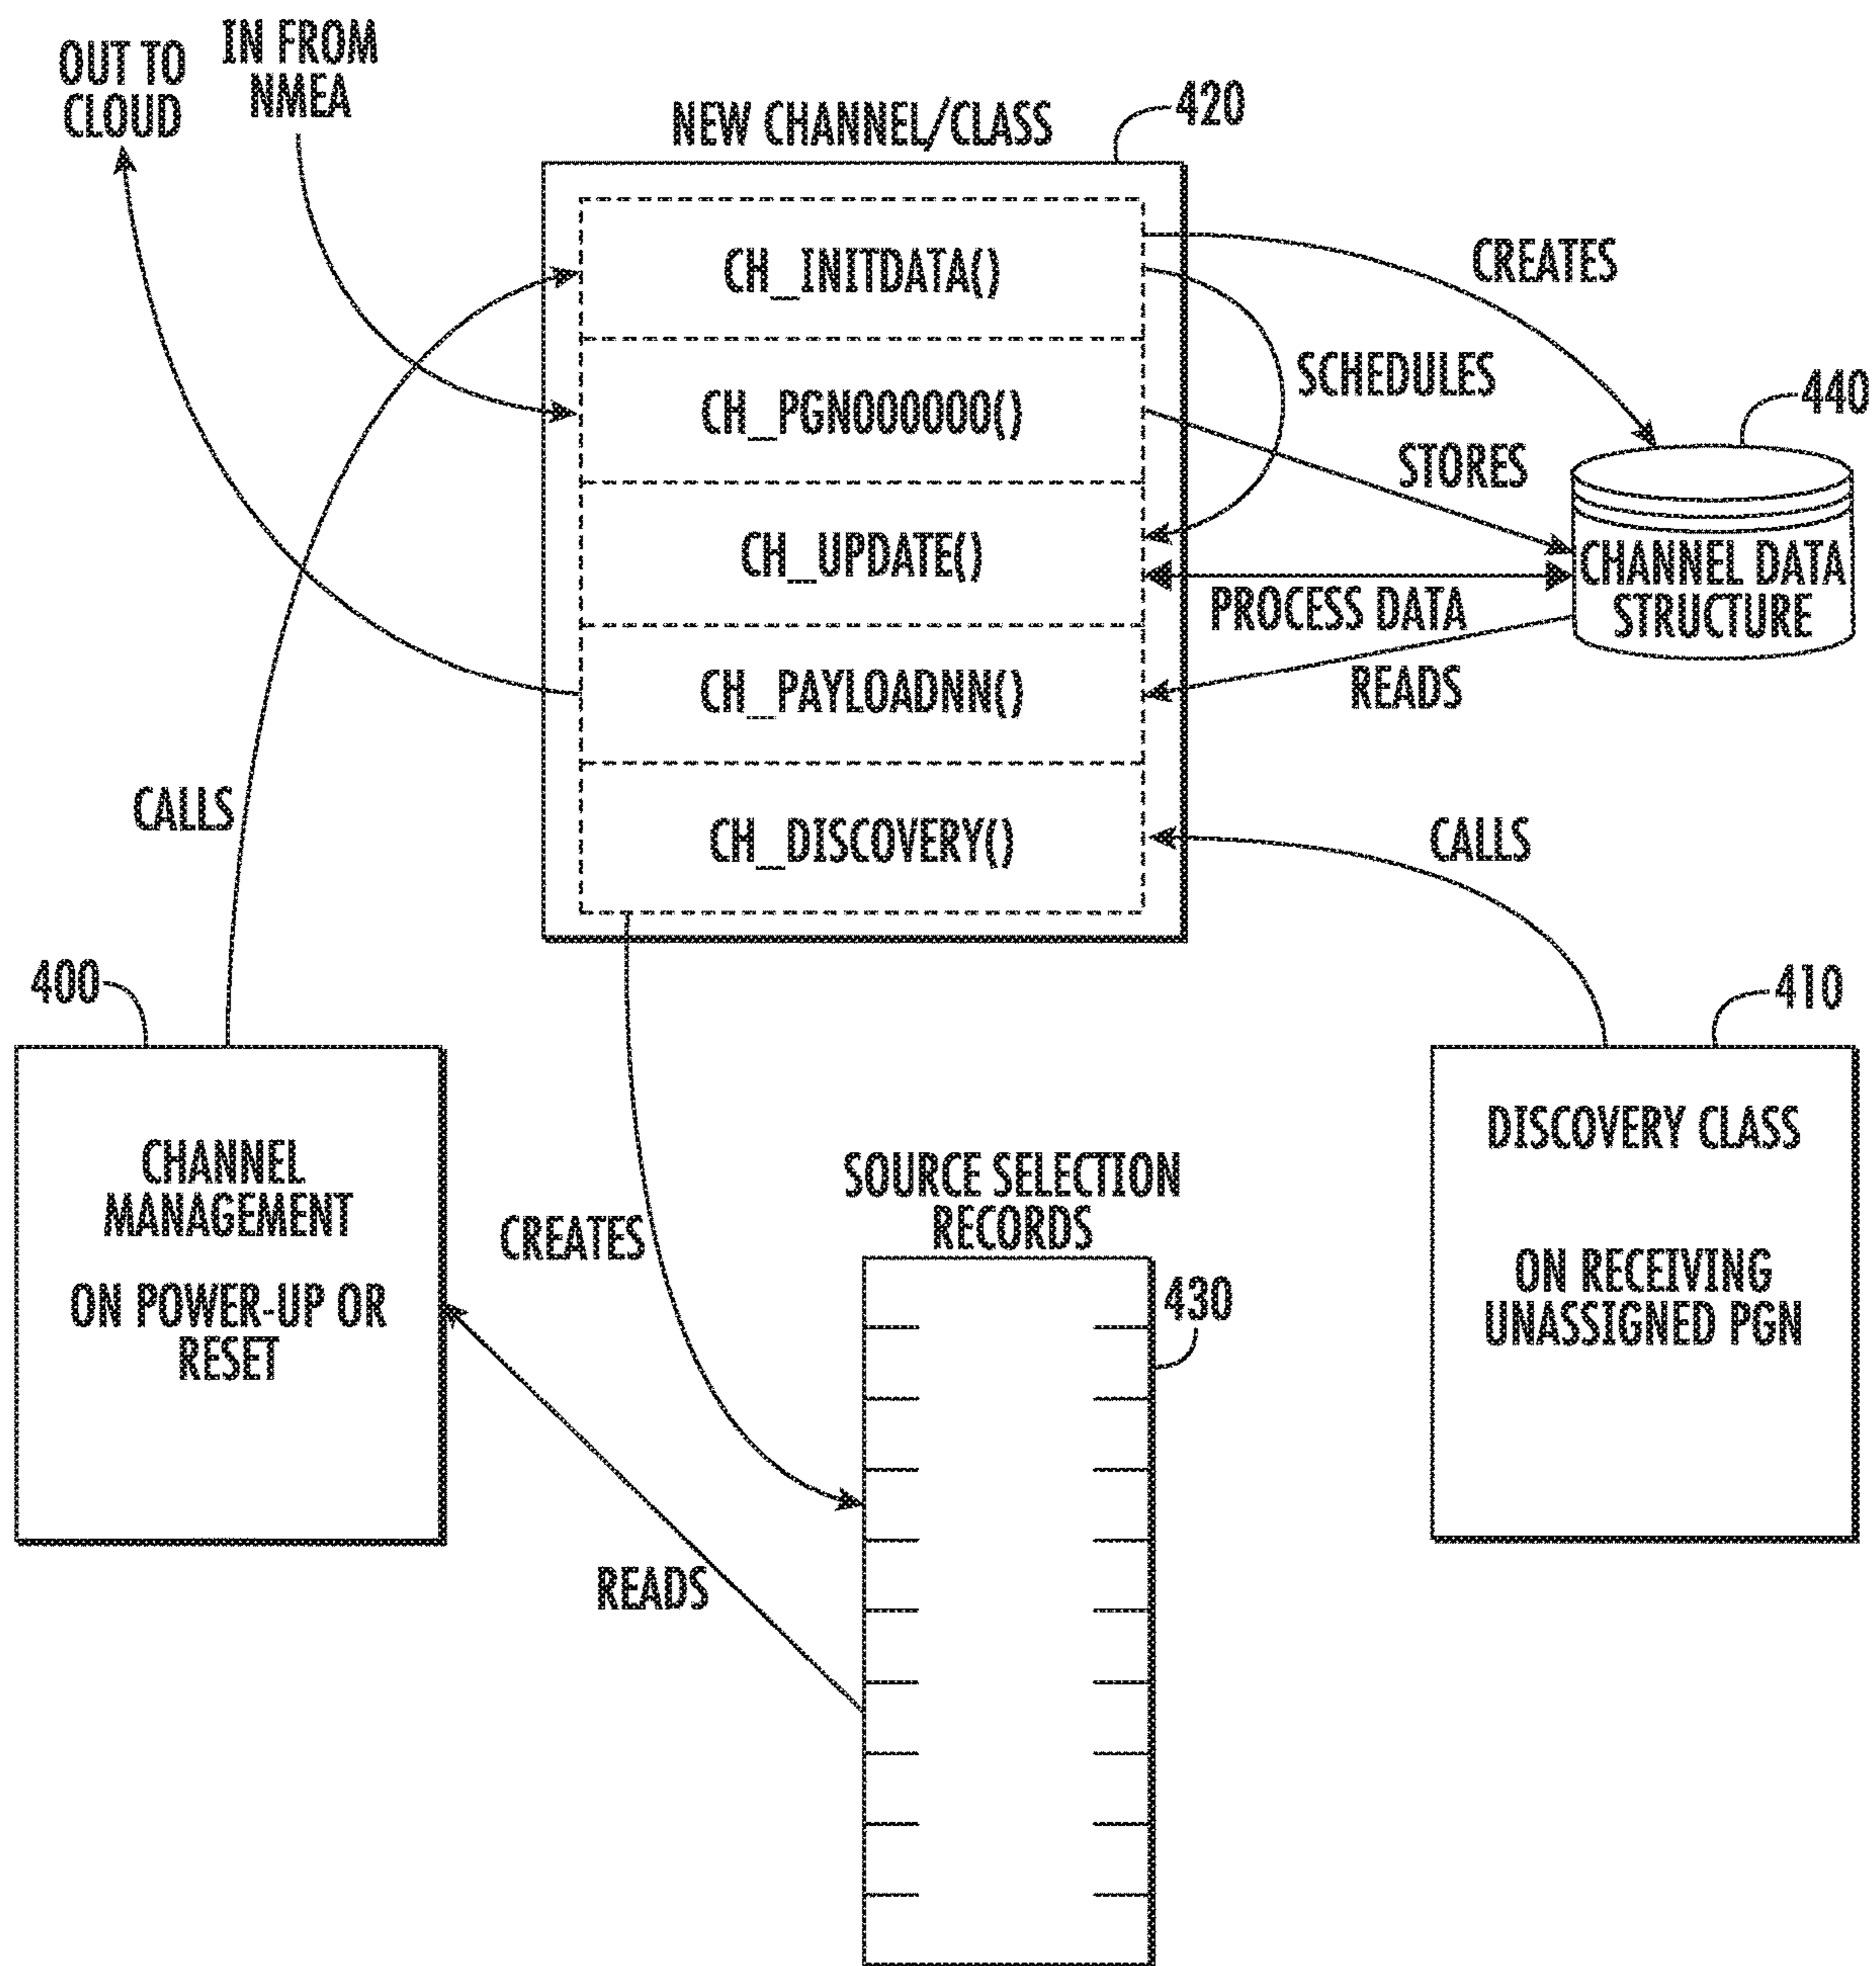 OUT TO
CLOUD
IN FROM
NMEA
NEW CHANNEL/CLASS
420
CH_INITDATA()
CH_PGN000000()
CH_UPDATE()
CH_PAYLOADNN()
CH_DISCOVERY()
CREATES
SCHEDULES
STORES
440
CHANNEL DATA
STRUCTURE
PROCESS DATA
READS
CALLS
CALLS
400
CHANNEL
MANAGEMENT
ON POWER-UP OR
RESET
410
DISCOVERY CLASS
ON RECEIVING
UNASSIGNED PGN
CREATES
SOURCE SELECTION
RECORDS
430
READS